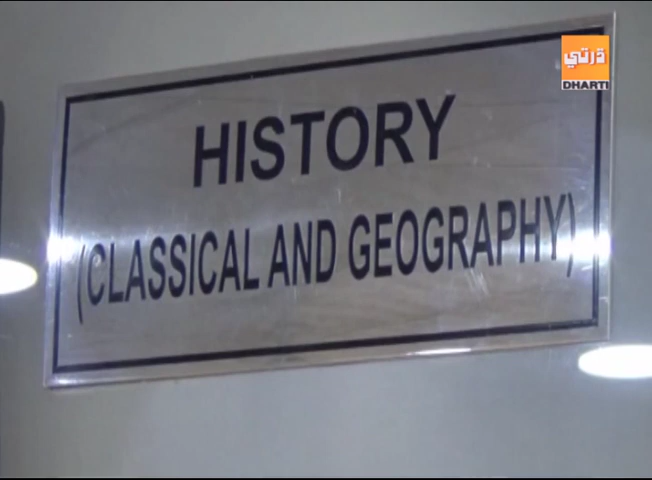 HISTORY
(CLASSICAL AND GEOGRAPHY)
ڌرتي
DHARTI